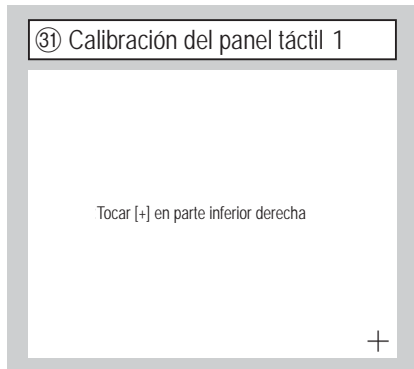 ㉛ Calibración del panel táctil 1
Tocar [+] en parte inferior derecha
+